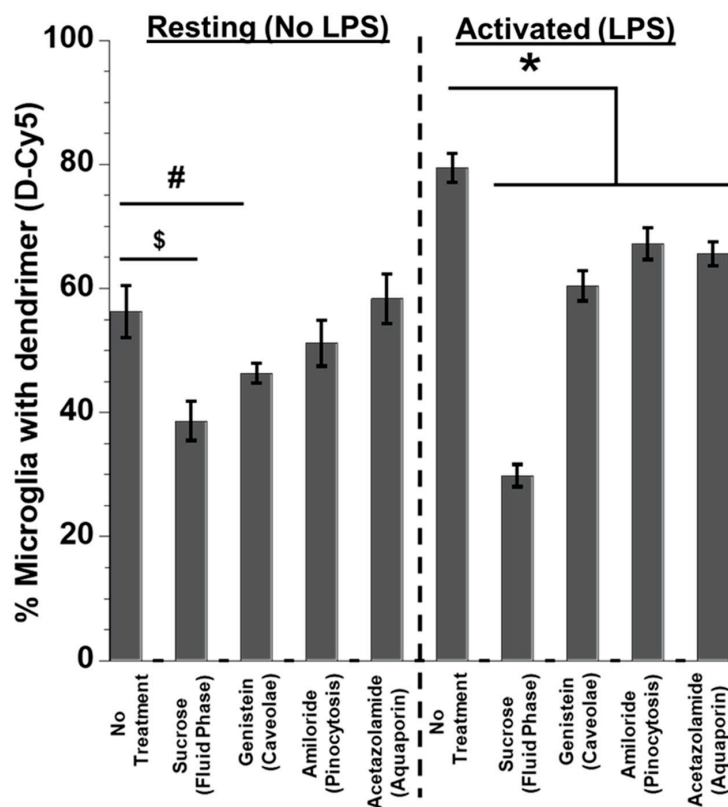 Resting (No LPS)
Activated (LPS)
% Microglia with dendrimer (D-Cy5)
100
80
60
40
20
0
#
$
*
No
Treatment
Sucrose
(Fluid Phase)
Genistein
(Caveolae)
Amiloride
(Pinocytosis)
Acetazolamide
(Aquaporin)
No
Treatment
Sucrose
(Fluid Phase)
Genistein
(Caveolae)
Amiloride
(Pinocytosis)
Acetazolamide
(Aquaporin)